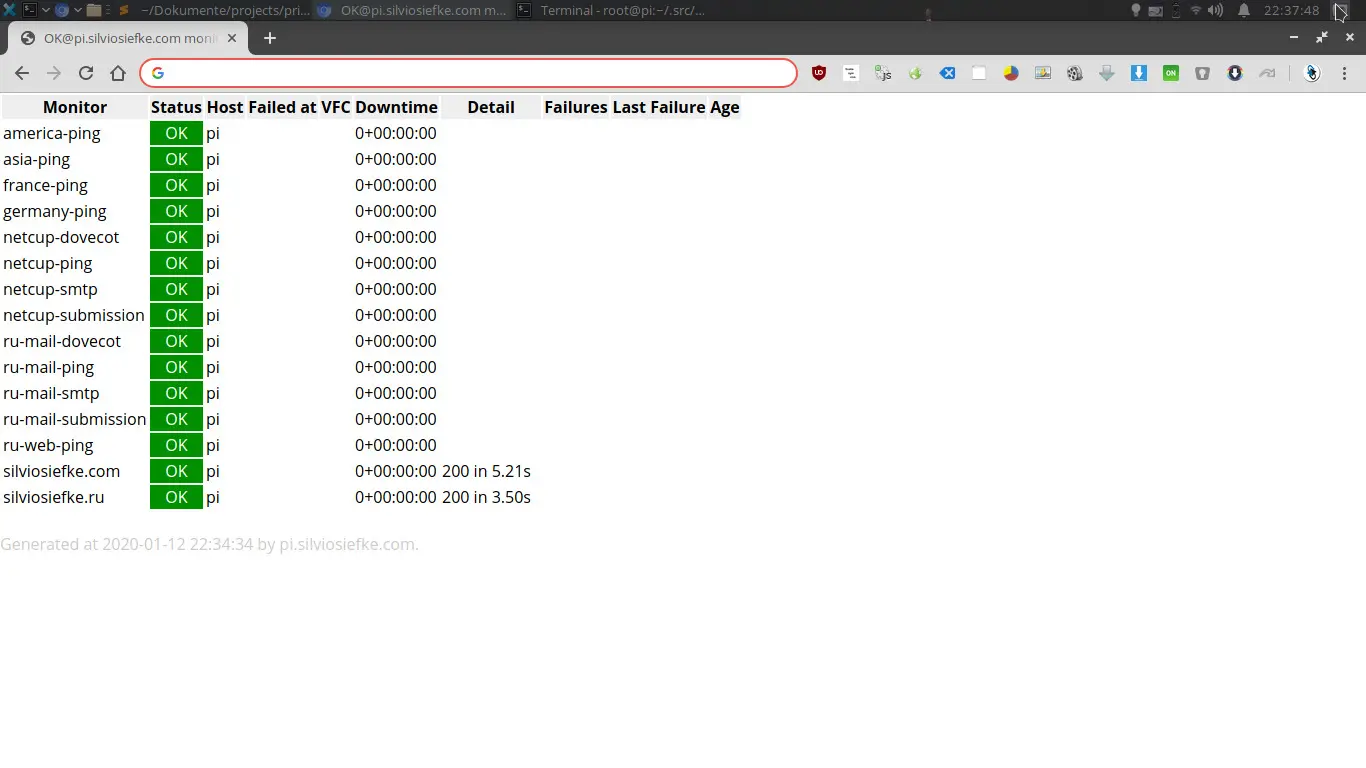 ~/Dokumente/projects/pri... OK@pi.silviosiefke.com m... Terminal - root@pi:~/.src/... 22:37:48
OK@pi.silviosiefke.com moni
Monitor Status Host Failed at VFC Downtime Detail Failures Last Failure Age
america-ping OK pi 0+00:00:00
asia-ping OK pi 0+00:00:00
france-ping OK pi 0+00:00:00
germany-ping OK pi 0+00:00:00
netcup-dovecot OK pi 0+00:00:00
netcup-ping OK pi 0+00:00:00
netcup-smtp OK pi 0+00:00:00
netcup-submission OK pi 0+00:00:00
ru-mail-dovecot OK pi 0+00:00:00
ru-mail-ping OK pi 0+00:00:00
ru-mail-smtp OK pi 0+00:00:00
ru-mail-submission OK pi 0+00:00:00
ru-web-ping OK pi 0+00:00:00
silviosiefke.com OK pi 0+00:00:00 200 in 5.21s
silviosiefke.ru OK pi 0+00:00:00 200 in 3.50s
Generated at 2020-01-12 22:34:34 by pi.silviosiefke.com.